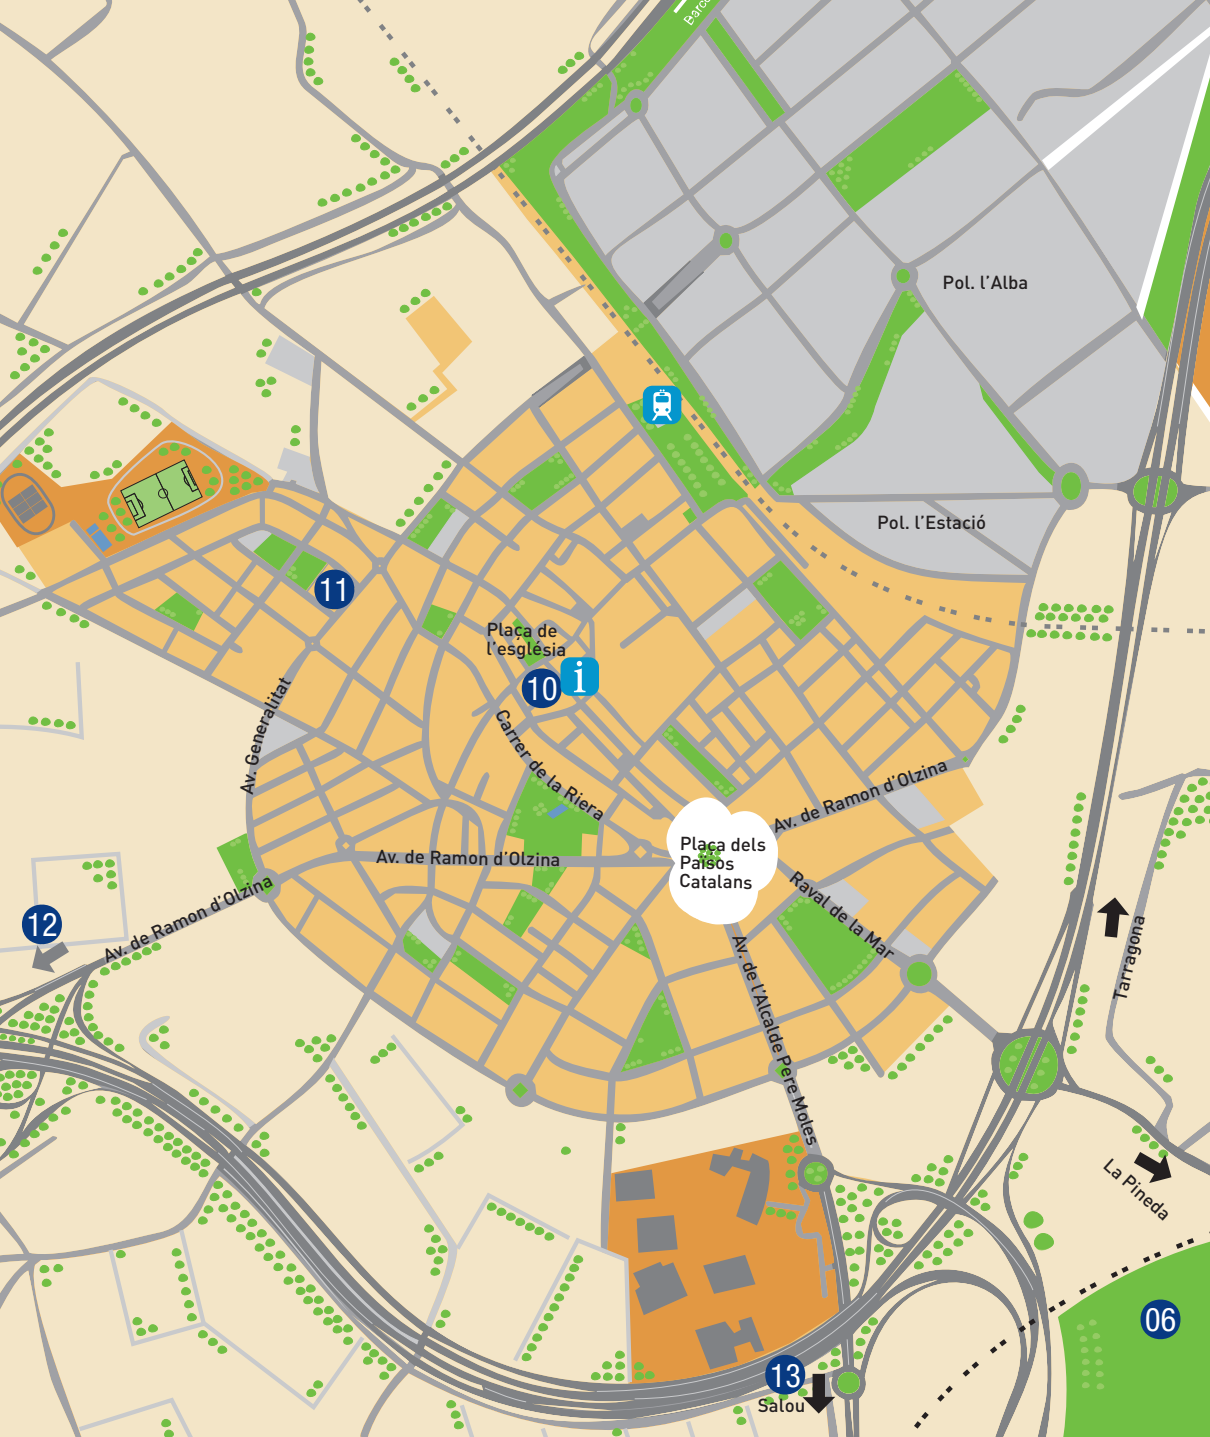 Barce
Pol. l'Alba
Pol. l'Estació
11
Plaça de
l'església
10
i
Av. Generalitat
Carrer de la Riera
Av. de Ramon d'Olzina
Plaça dels
Països
Catalans
Av. de Ramon d'Olzina
Raval de la Mar
12
Av. de Ramon d'Olzina
Av. de l'Alcalde Pere Moles
Tarragona
La Pineda
06
13
Salou